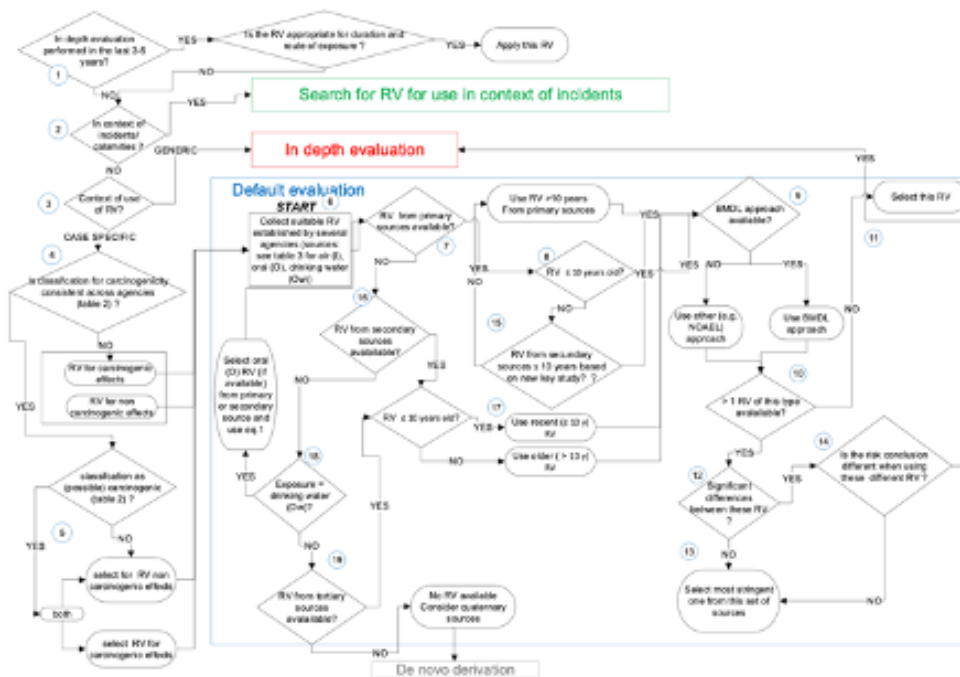 In-depth evaluation
performed in the last 3-5
years?
YES
Is the RV appropriate for duration and
route of exposure ?
YES
Apply this RV
1
NO
NO
Search for RV for use in context of incidents
YES
2
In context of
incidents/
calamities ?
GENERIC
In depth evaluation
NO
YES
3
Context of use
of RV?
Default evaluation
CASE SPECIFIC
START
6
Collect suitable RV
established by several
agencies (sources:
see table 3 for air (I),
oral (O), drinking water
(Dw)
RV from primary
sources available?
7
Use RV <10 years
From primary sources
YES
9
BMDL approach
available?
Select this RV
11
4
is classification for carcinogenicity
consistent across agencies
(table 2) ?
YES
NO
8
RV ≤ 10 years old?
YES
YES
NO
YES
NO
NO
RV for carcinogenic
effects
RV for non
carcinogenic effects
YES
16
RV from secondary
sources available?
YES
15
RV from secundary
sources ≤ 10 years based
on new key study? ?
Use other (e.g.
NOAEL)
approach
Use BMDL
approach
NO
10
> 1 RV of this type
available?
Select oral
(O) RV (if
available)
from primary
or secondary
source and
use eq.1
NO
RV ≤ 10 years old?
17
YES
Use recent (≤ 10 y)
RV
NO
Use older ( > 10 y)
RV
YES
14
Is the risk conclusion
different when using
these different RV ?
classification as
(possible) carcinogenic
(table 2) ?
YES
18
Exposure =
drinking water
(Dw)?
12
Significant
differences
between these RV
?
YES
YES
5
NO
NO
NO
13
select for RV non
carcinogenic effects
19
RV from tertiary
sources
available?
Select most stringent
one from this set of
sources
NO
both
NO
No RV available
Consider quaternary
sources
select RV for
carcinogenic effects
De novo derivation